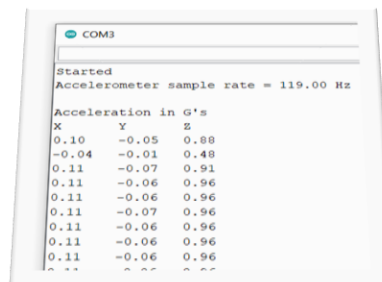 COM3
Started
Accelerometer sample rate = 119.00 Hz
Acceleration in G's
X Y Z
0.10 -0.05 0.88
-0.04 -0.01 0.48
0.11 -0.07 0.91
0.11 -0.06 0.96
0.11 -0.06 0.96
0.11 -0.07 0.96
0.11 -0.06 0.96
0.11 -0.06 0.96
0.11 -0.06 0.96